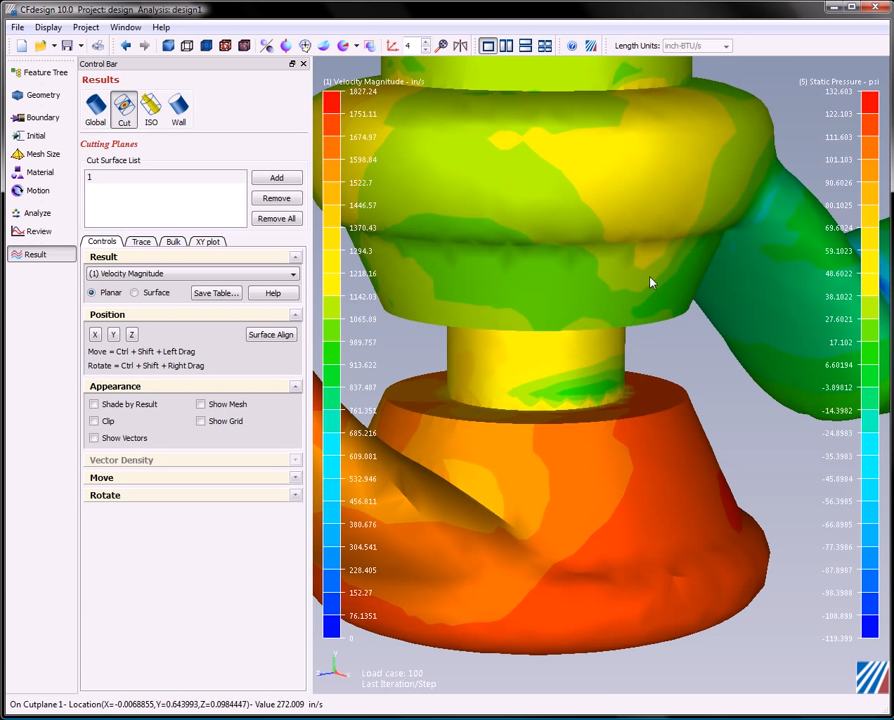 CFdesign 10.0 Project: design Analysis: design1
File Display Project Window Help
4
Length Units: inch-BTU/s
Feature Tree
Geometry
Boundary
Initial
Mesh Size
Material
Motion
Analyze
Review
Result
Control Bar
Results
Global Cut ISO Wall
Cutting Planes
Cut Surface List
1
Add
Remove
Remove All
Controls Trace Bulk XY plot
Result
(1) Velocity Magnitude
Planar Surface Save Table... Help
Position
X Y Z Surface Align
Move = Ctrl + Shift + Left Drag
Rotate = Ctrl + Shift + Right Drag
Appearance
Shade by Result Show Mesh
Clip Show Grid
Show Vectors
Vector Density
Move
Rotate
(1) Velocity Magnitude - in/s
1827.24
1751.11
1674.97
1598.84
1522.7
1446.57
1370.43
1294.3
1218.16
1142.03
1065.89
989.757
913.622
837.487
761.351
685.216
609.081
532.946
456.811
380.676
304.541
228.405
152.27
76.1351
0
(5) Static Pressure - psi
132.603
122.103
111.103
101.103
90.6026
80.1025
69.6024
48.6022
38.1022
27.6021
17.102
6.60194
-3.89812
-14.3982
-24.8983
-35.3983
-45.8984
-66.8986
-77.3986
-87.8987
-98.3988
-119.399
Load case: 100
Last Iteration/Step
On Cutplane 1- Location(X=-0.0068855,Y=0.643993,Z=0.0984447)- Value 272.009 in/s